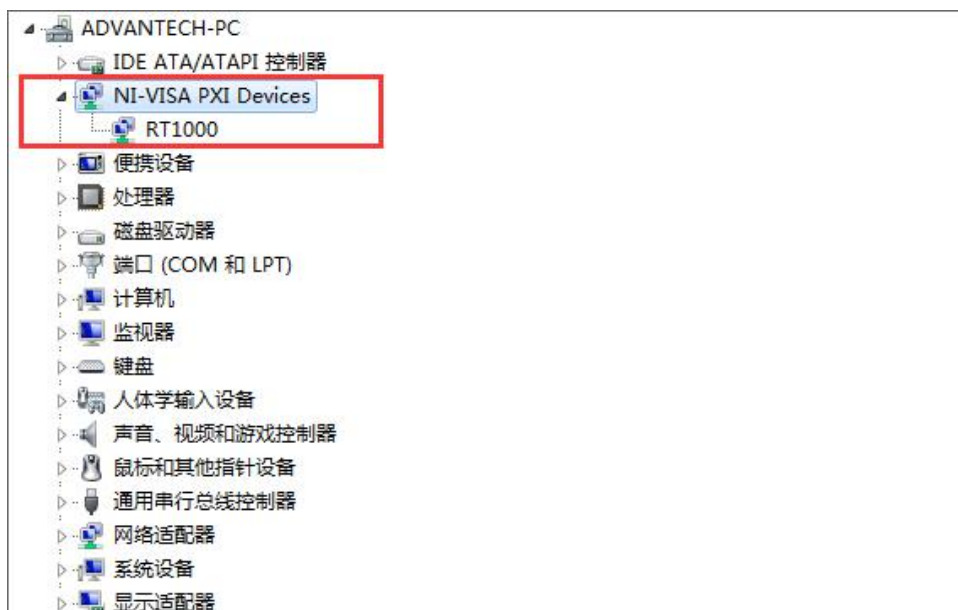 ADVANTECH-PC
IDE ATA/ATAPI 控制器
NI-VISA PXI Devices
RT1000
便携设备
处理器
磁盘驱动器
端口 (COM 和 LPT)
计算机
监视器
键盘
人体学输入设备
声音、视频和游戏控制器
鼠标和其他指针设备
通用串行总线控制器
网络适配器
系统设备
显示适配器